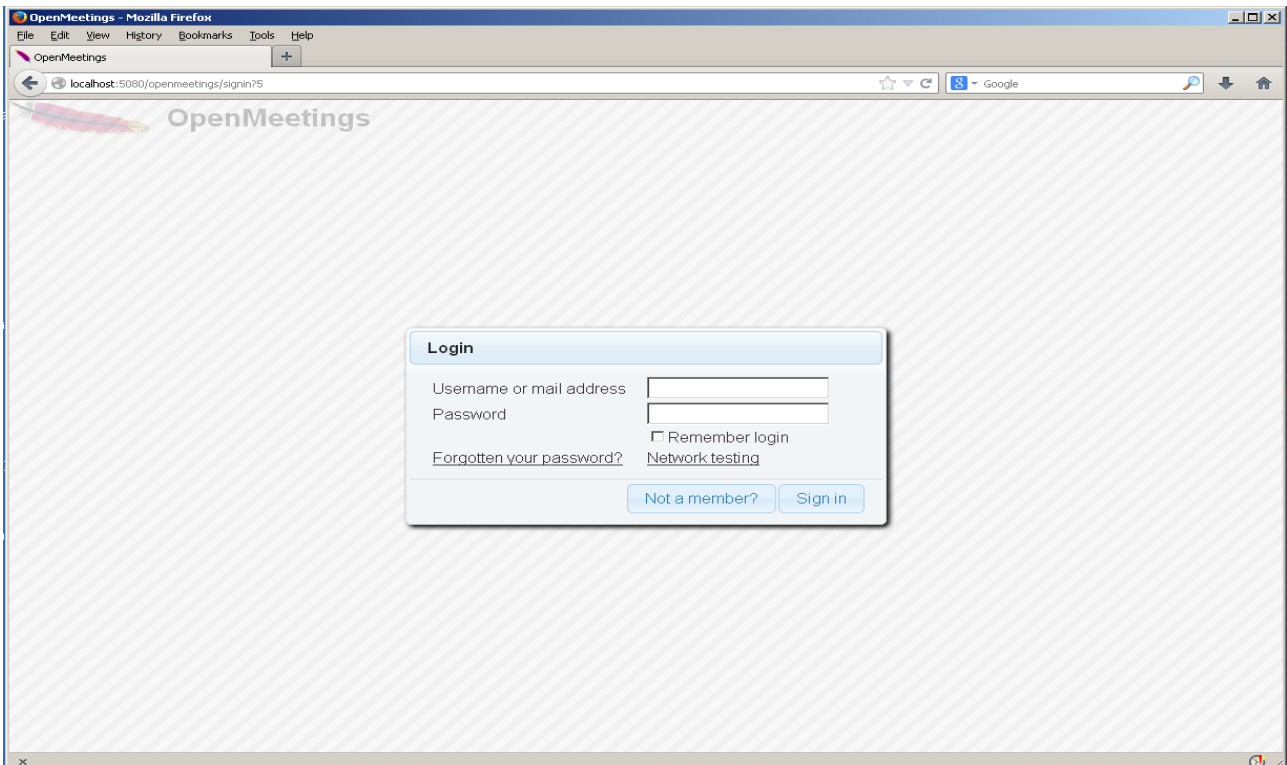 OpenMeetings - Mozilla Firefox
File Edit View History Bookmarks Tools Help
OpenMeetings
localhost:5080/openmeetings/signin?5
Google
OpenMeetings
Login
Username or mail address
Password
Remember login
Forgotten your password? Network testing
Not a member? Sign in